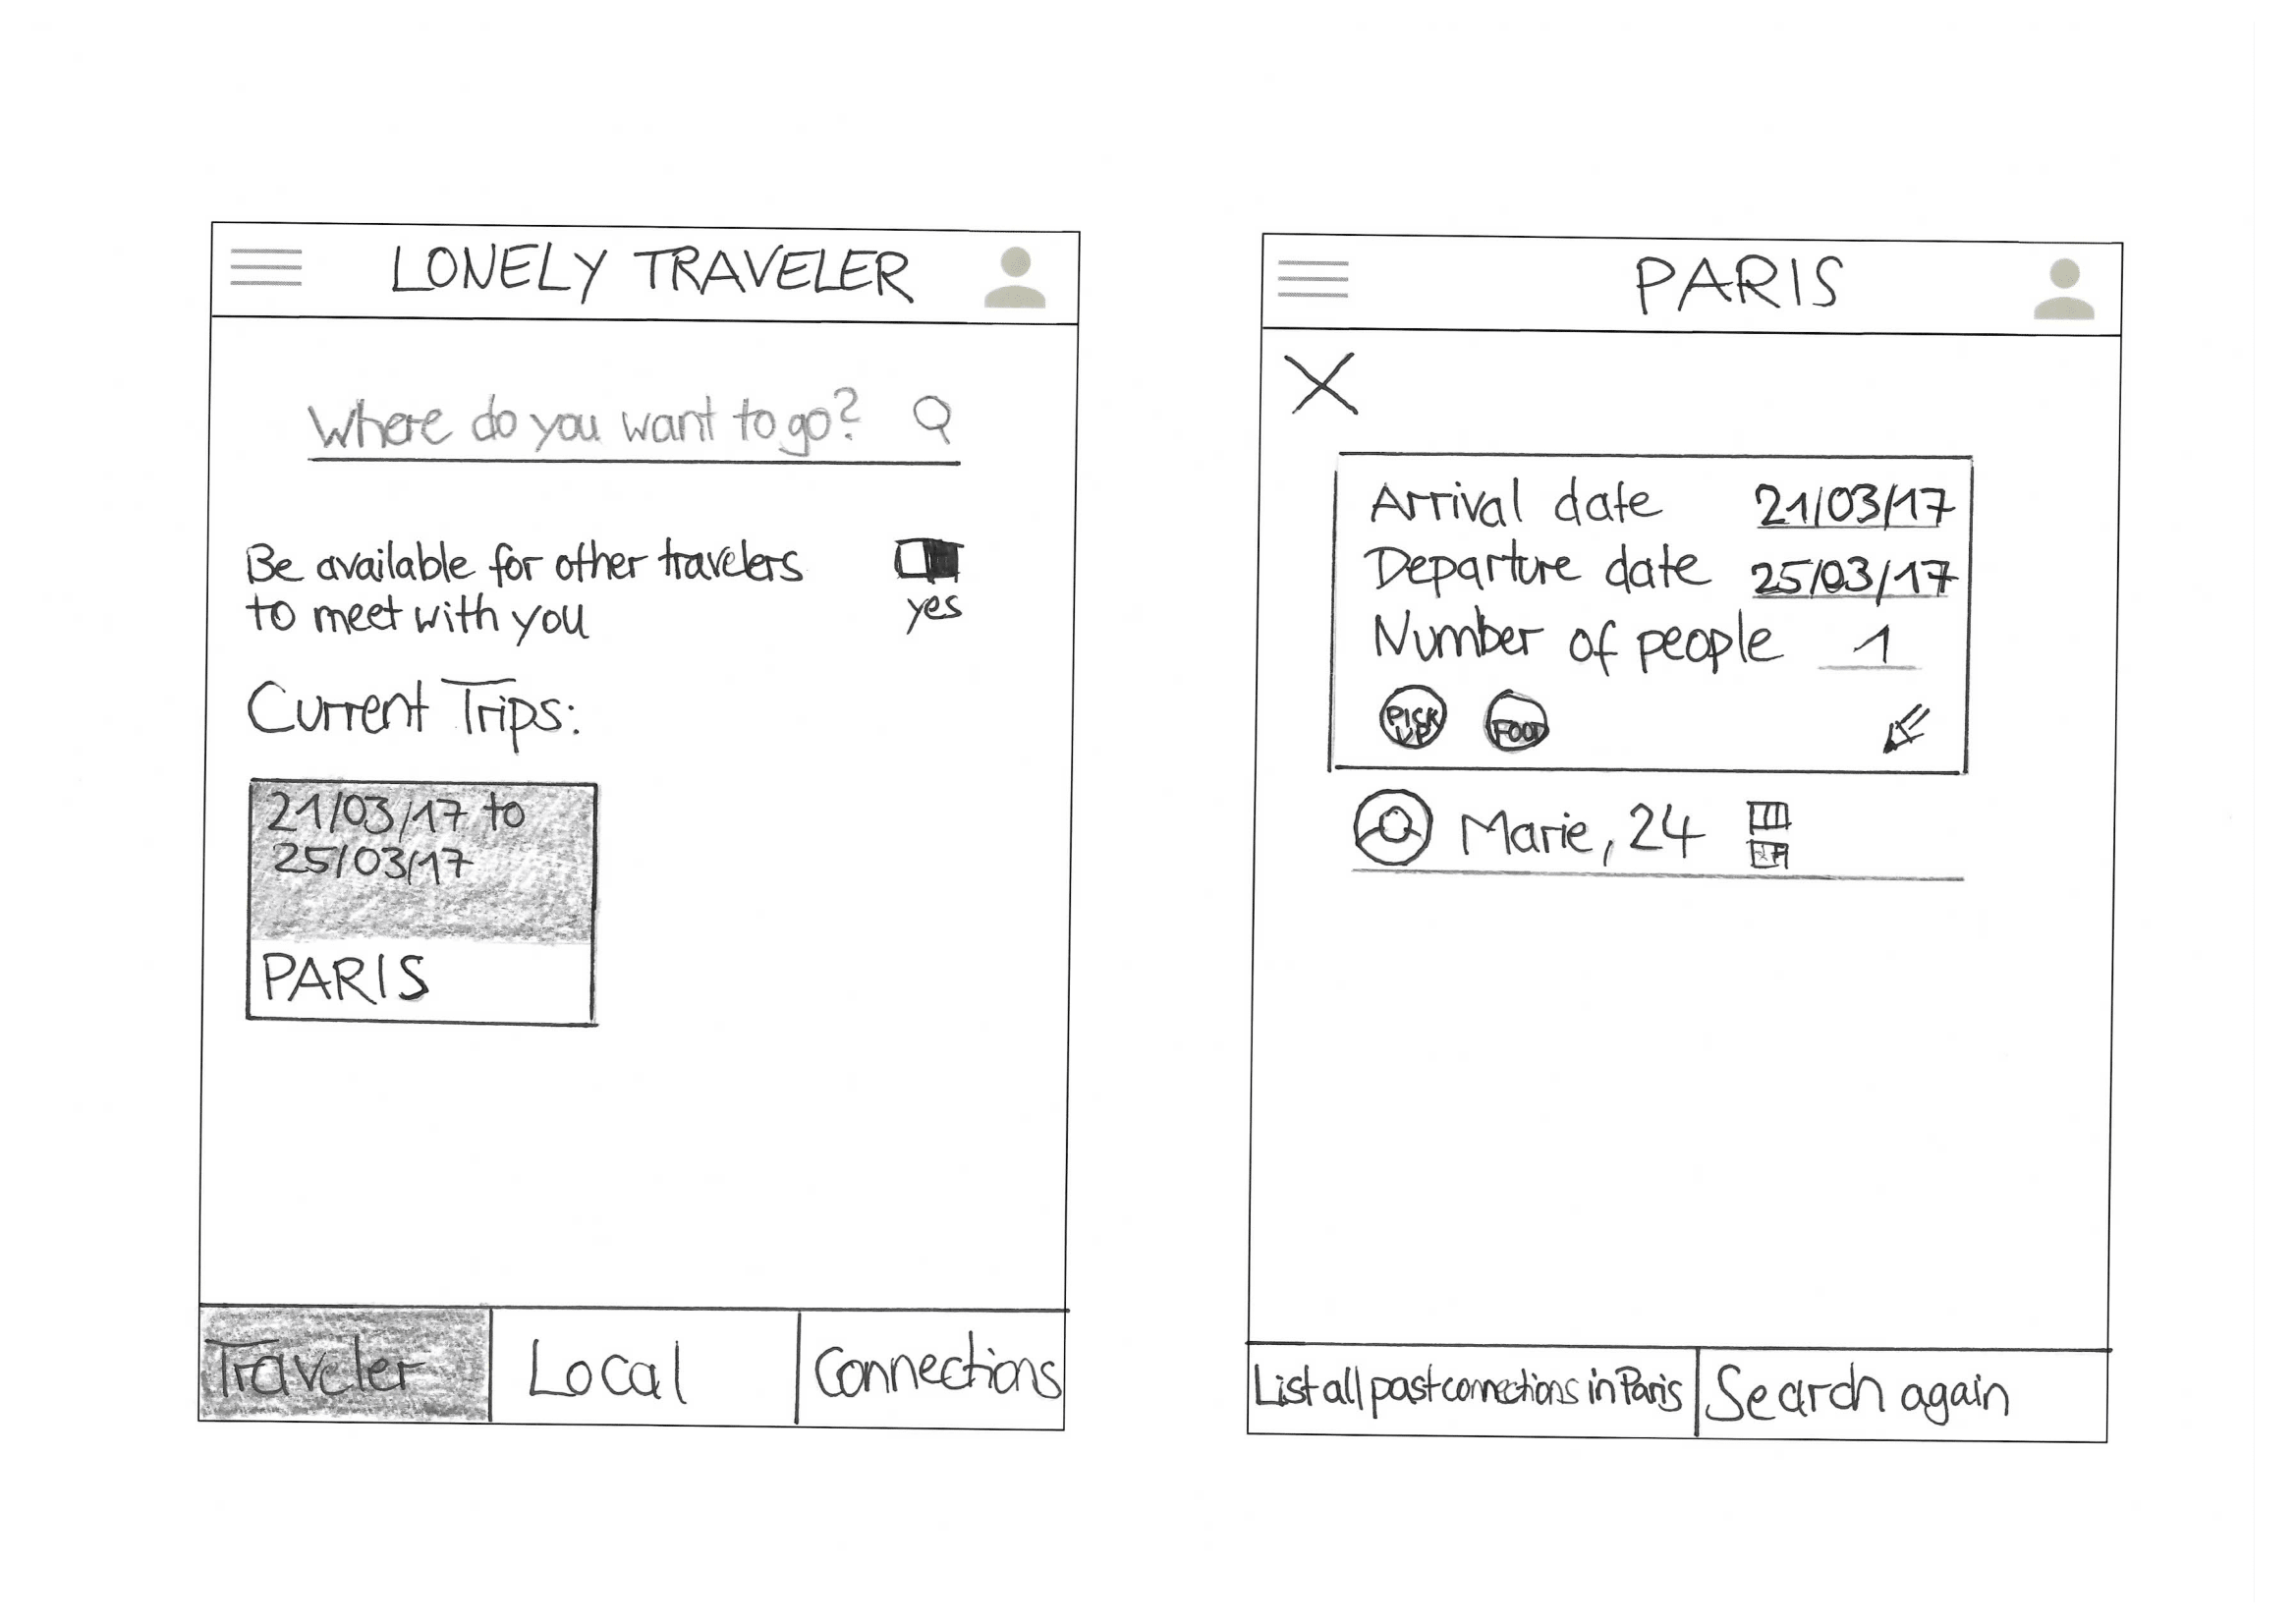 LONELY TRAVELER
Where do you want to go?
Be available for other travelers
to meet with you
yes
Current Trips:
21/03/17 to
25/03/17
PARIS
Traveler
Local
Connections
PARIS
Arrival date 21/03/17
Departure date 25/03/17
Number of people 1
PICK
UP
FOOD
Marie, 24
List all past connections in Paris
Search again